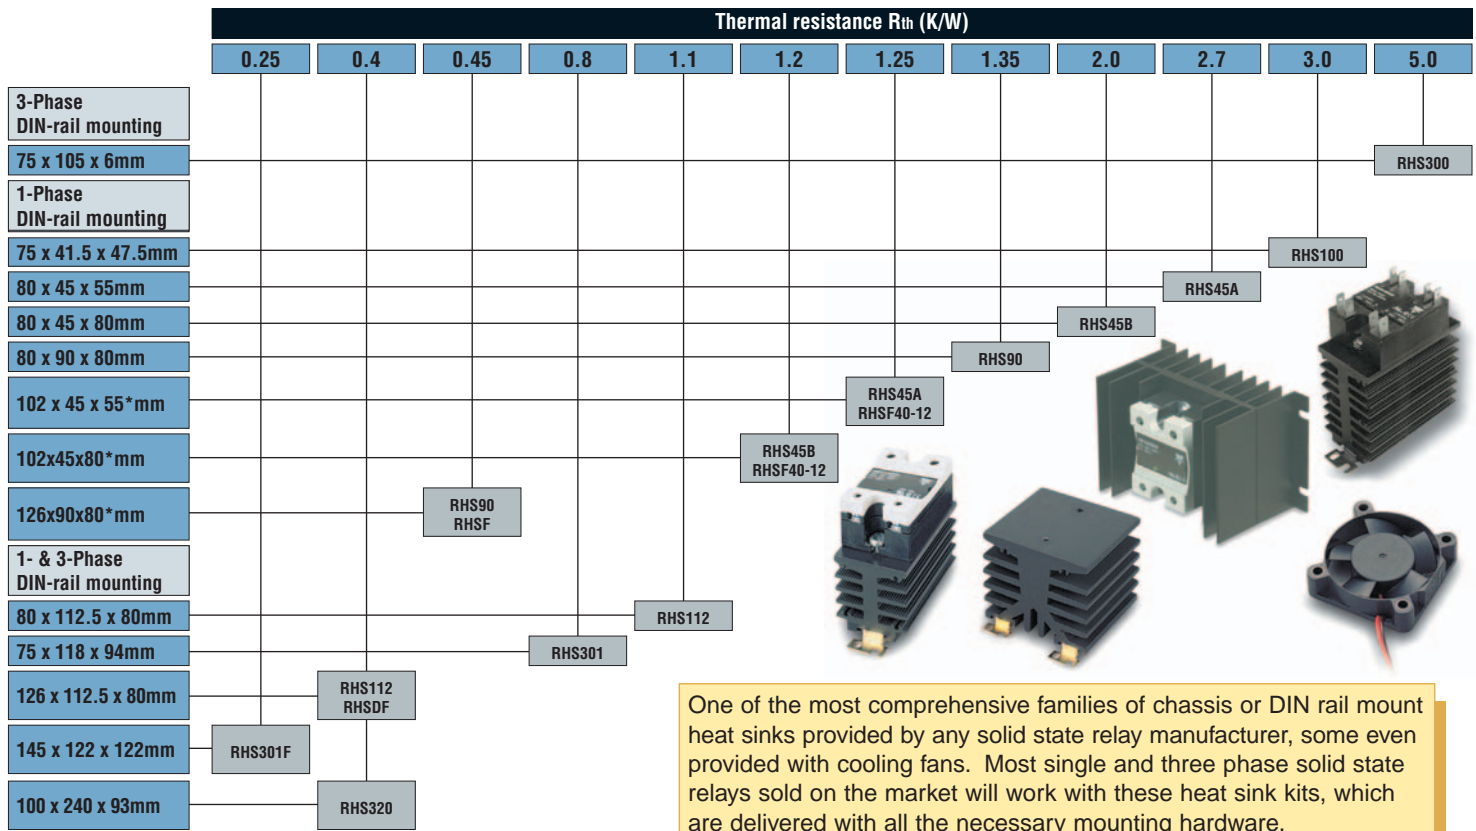 Thermal resistance Rth (K/W)
0.25 0.4 0.45 0.8 1.1 1.2 1.25 1.35 2.0 2.7 3.0 5.0
3-Phase
DIN-rail mounting
75 x 105 x 6mm RHS300
1-Phase
DIN-rail mounting
75 x 41.5 x 47.5mm RHS100
80 x 45 x 55mm RHS45A
80 x 45 x 80mm RHS45B
80 x 90 x 80mm RHS90
102 x 45 x 55*mm RHS45A
RHSF40-12
102x45x80*mm RHS45B
RHSF40-12
126x90x80*mm RHS90
RHSF
1- & 3-Phase
DIN-rail mounting
80 x 112.5 x 80mm RHS112
75 x 118 x 94mm RHS301
126 x 112.5 x 80mm RHS112
RHSDF
145 x 122 x 122mm RHS301F
100 x 240 x 93mm RHS320
One of the most comprehensive families of chassis or DIN rail mount
heat sinks provided by any solid state relay manufacturer, some even
provided with cooling fans. Most single and three phase solid state
relays sold on the market will work with these heat sink kits, which
are delivered with all the necessary mounting hardware.